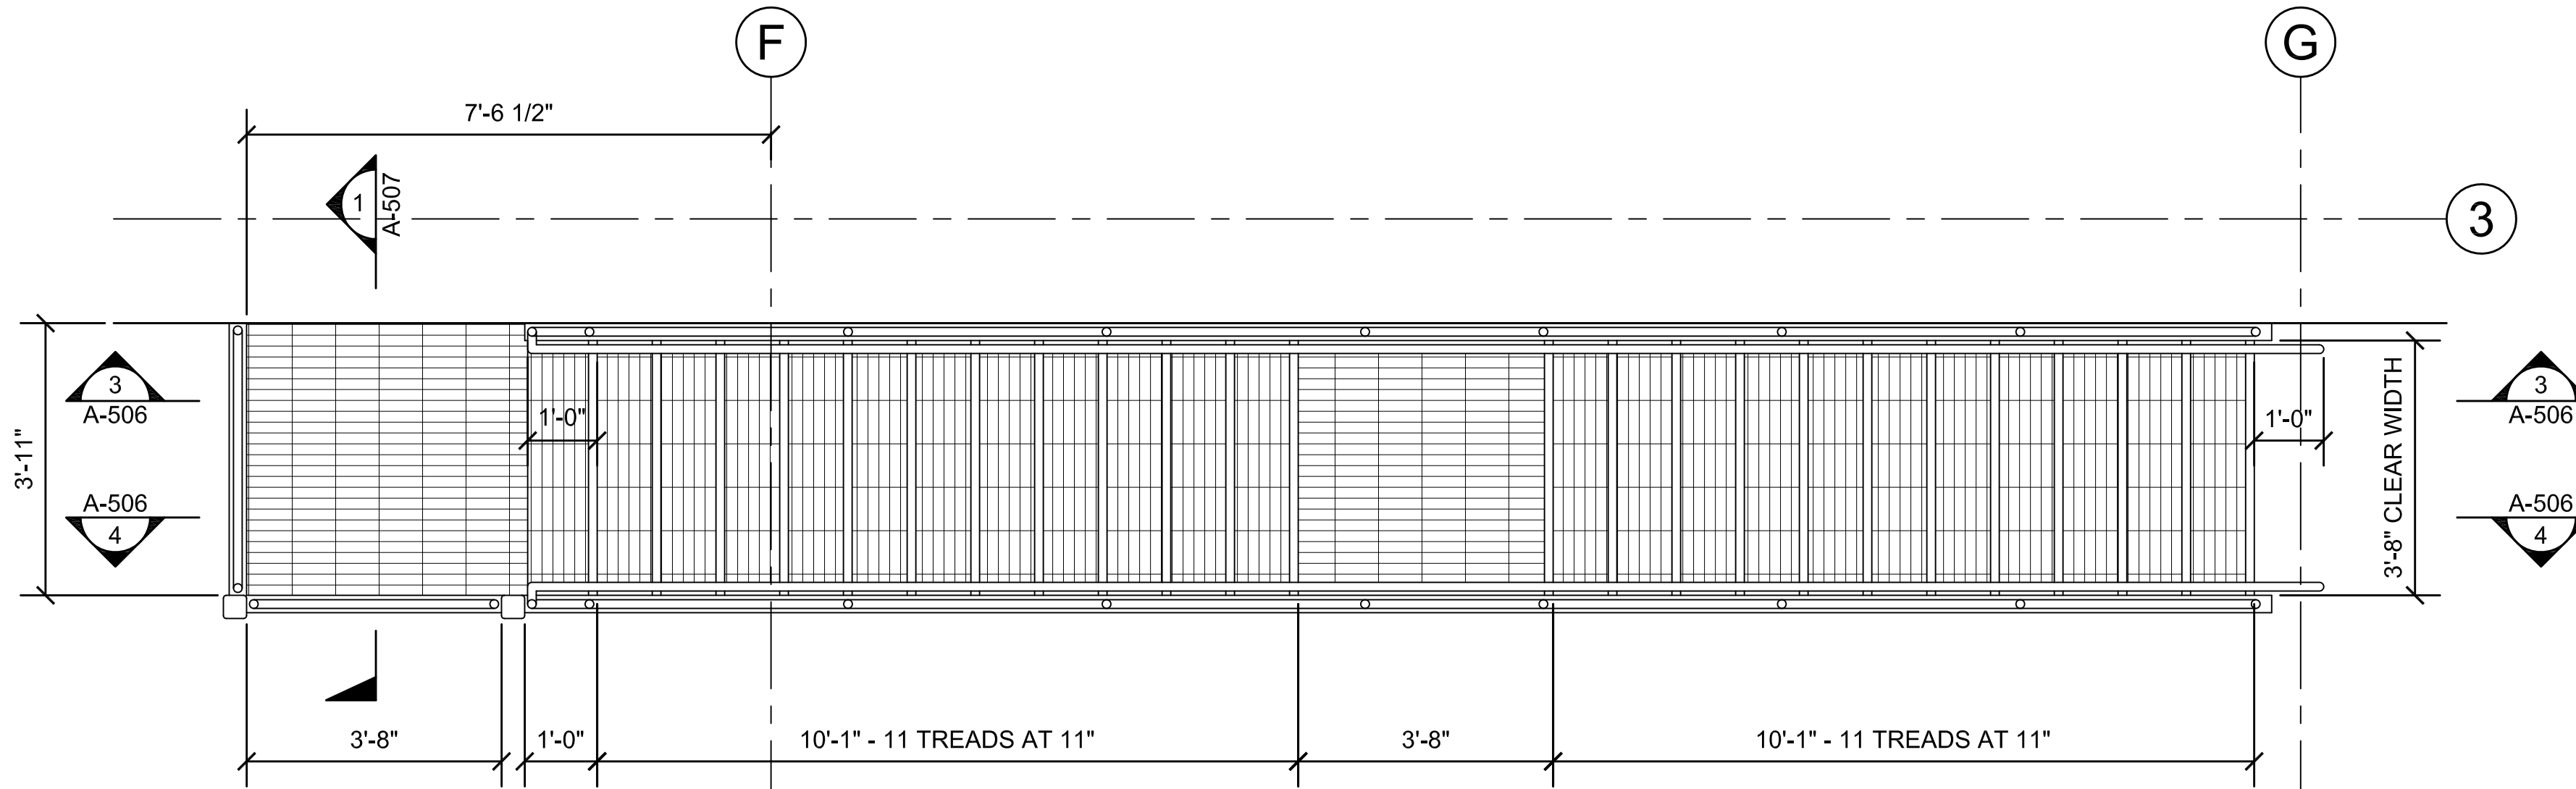 F
G
7'-6 1/2"
1
A-507
3
3'-11"
3
A-506
A-506
4
1'-0"
1'-0"
3'-8" CLEAR WIDTH
3
A-506
A-506
4
3'-8"
1'-0"
10'-1" - 11 TREADS AT 11"
3'-8"
10'-1" - 11 TREADS AT 11"